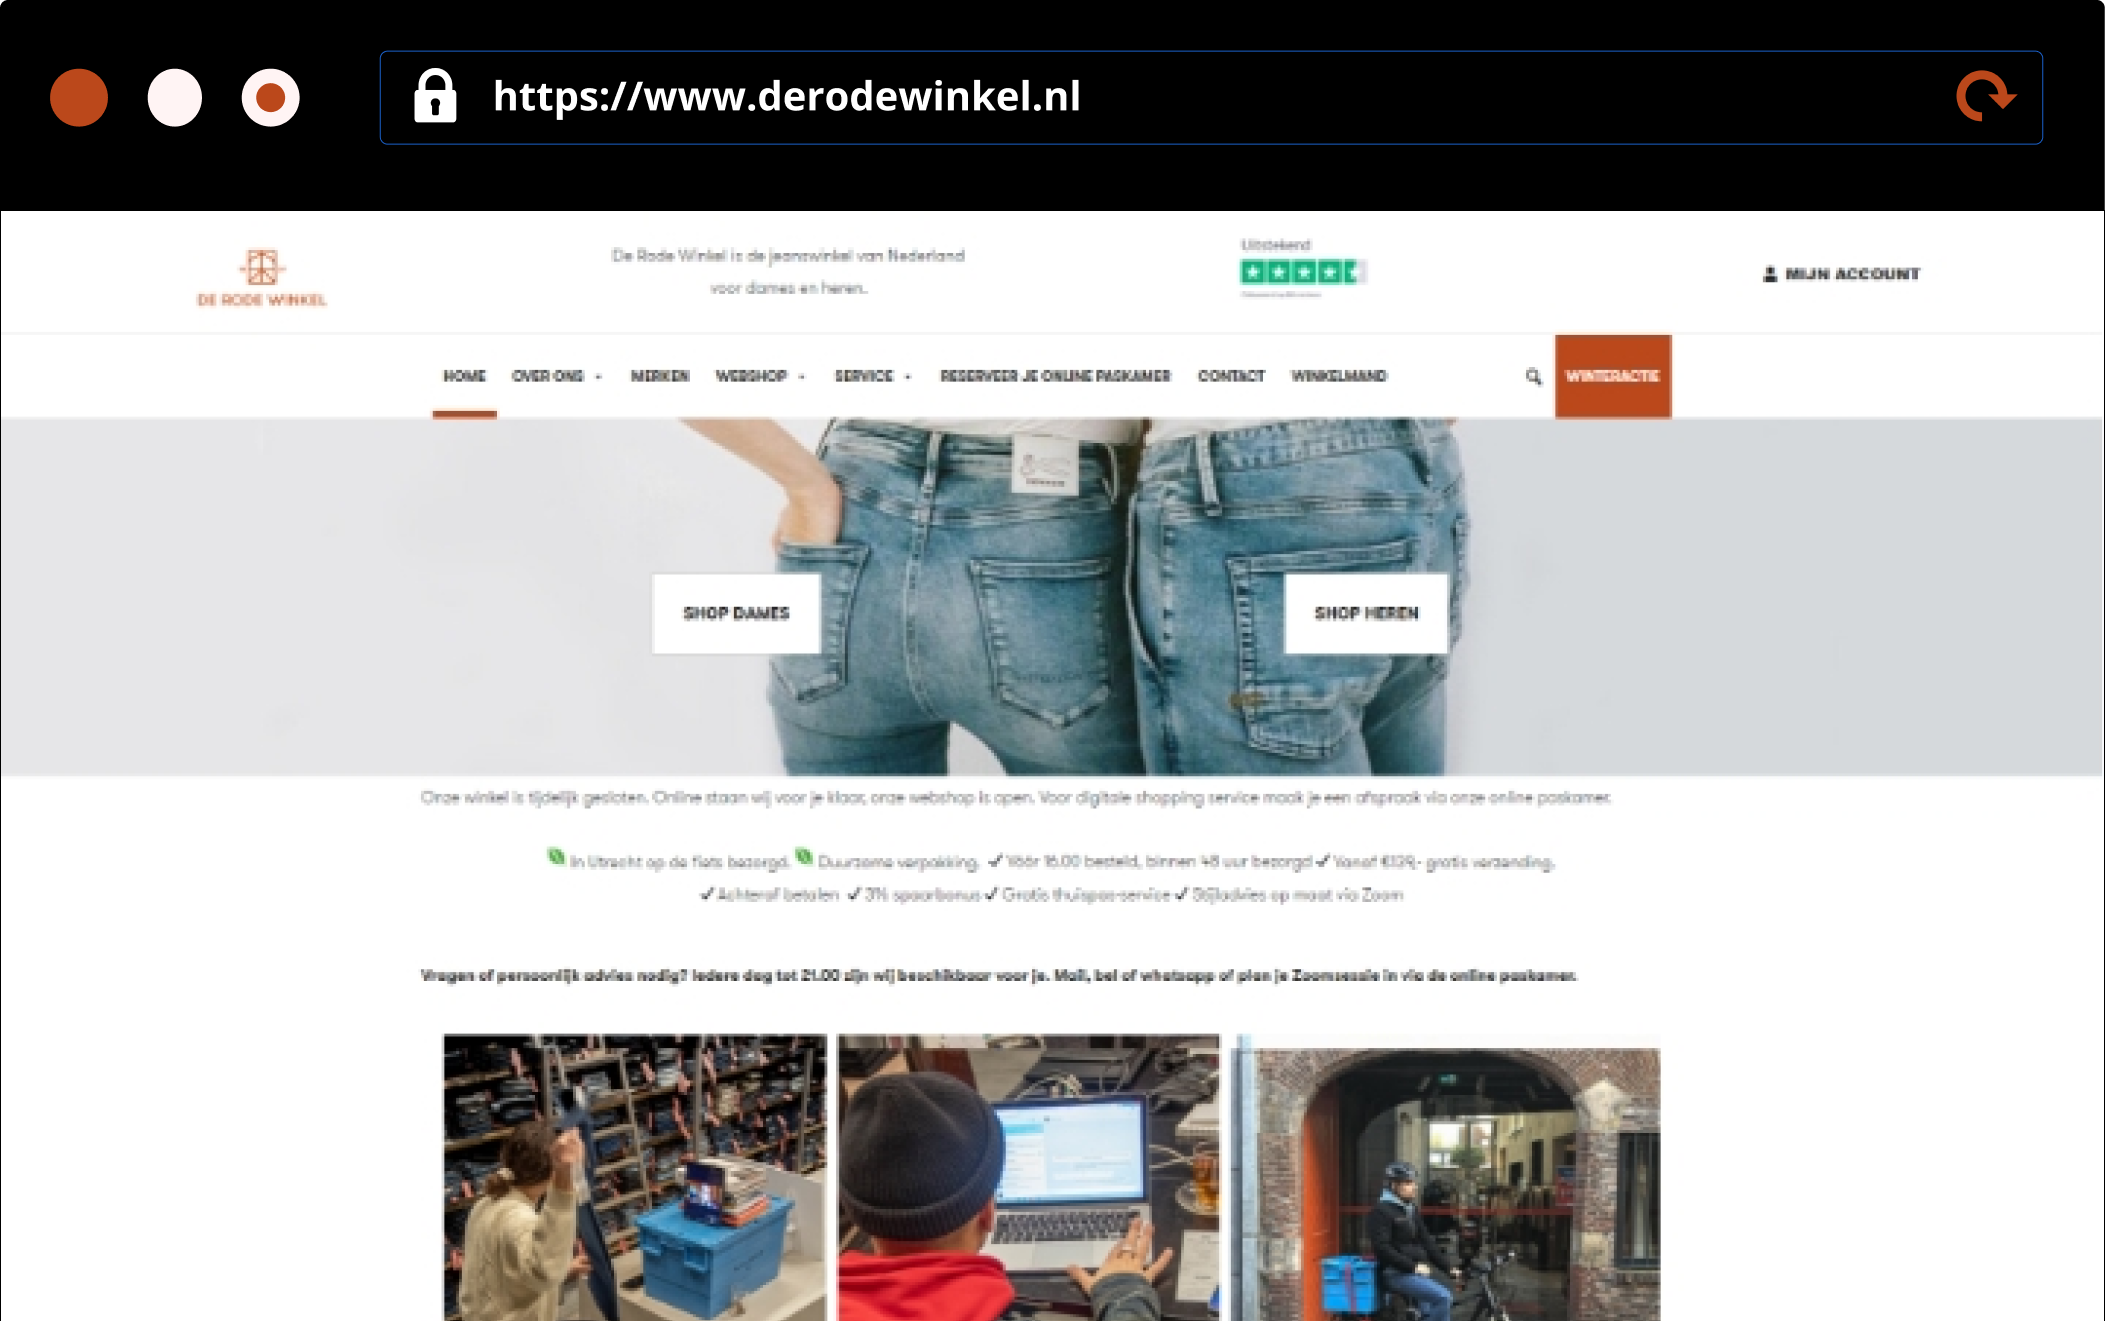 https://www.derodewinkel.nl
DE RODE WINKEL
De Rode Winkel is de jeanswinkel van Nederland
voor dames en heren.
Uitstekend
MIJN ACCOUNT
HOME OVER ONS MERKEN WEBSHOP SERVICE RESERVEER JE ONLINE PASKAMER CONTACT WINKELMAND WINTERACTIE
SHOP DAMES
SHOP HEREN
Onze winkel is tijdelijk gesloten. Online staan wij voor je klaar, onze webshop is open. Voor digitale shopping service maak je een afspraak via onze online paskamer.
In Utrecht op de fiets bezorgd. Duurzame verpakking. ✓ Vóór 16.00 besteld, binnen 48 uur bezorgd ✓ Vanaf gratis verzending.
✓ Achteraf betalen ✓ 3% spaarbonus ✓ Gratis thuispas-service ✓ Stijladvies op maat via Zoom
Vragen of persoonlijk advies nodig? Iedere dag tot 21.00 zijn wij beschikbaar voor je. Mail, bel of whatsapp of plan je Zoomsessie in via de online paskamer.